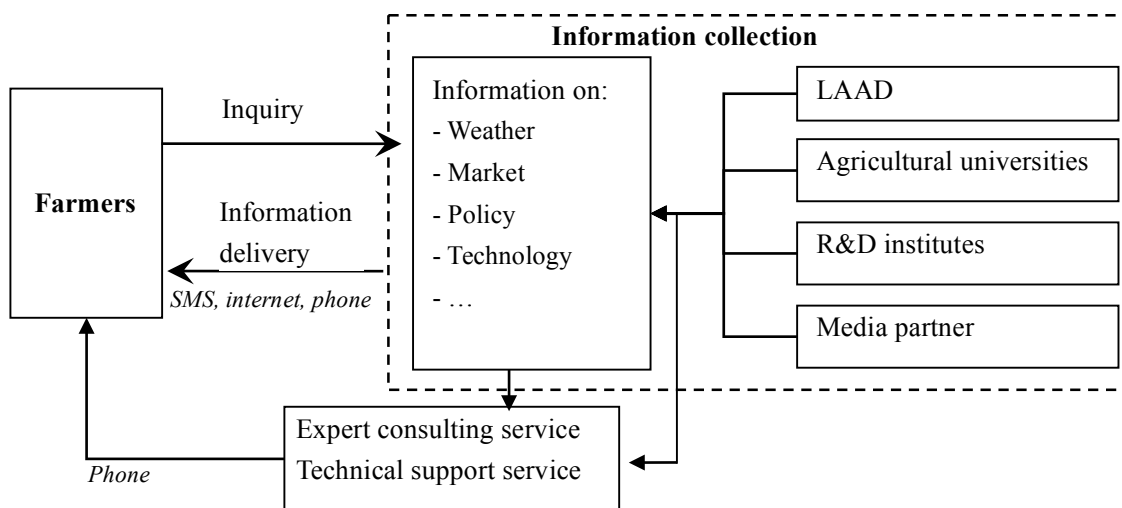 Information collection
Farmers
Inquiry
Information
delivery
SMS, internet, phone
Information on:
- Weather
- Market
- Policy
- Technology
- …
LAAD
Agricultural universities
R&D institutes
Media partner
Expert consulting service
Technical support service
Phone